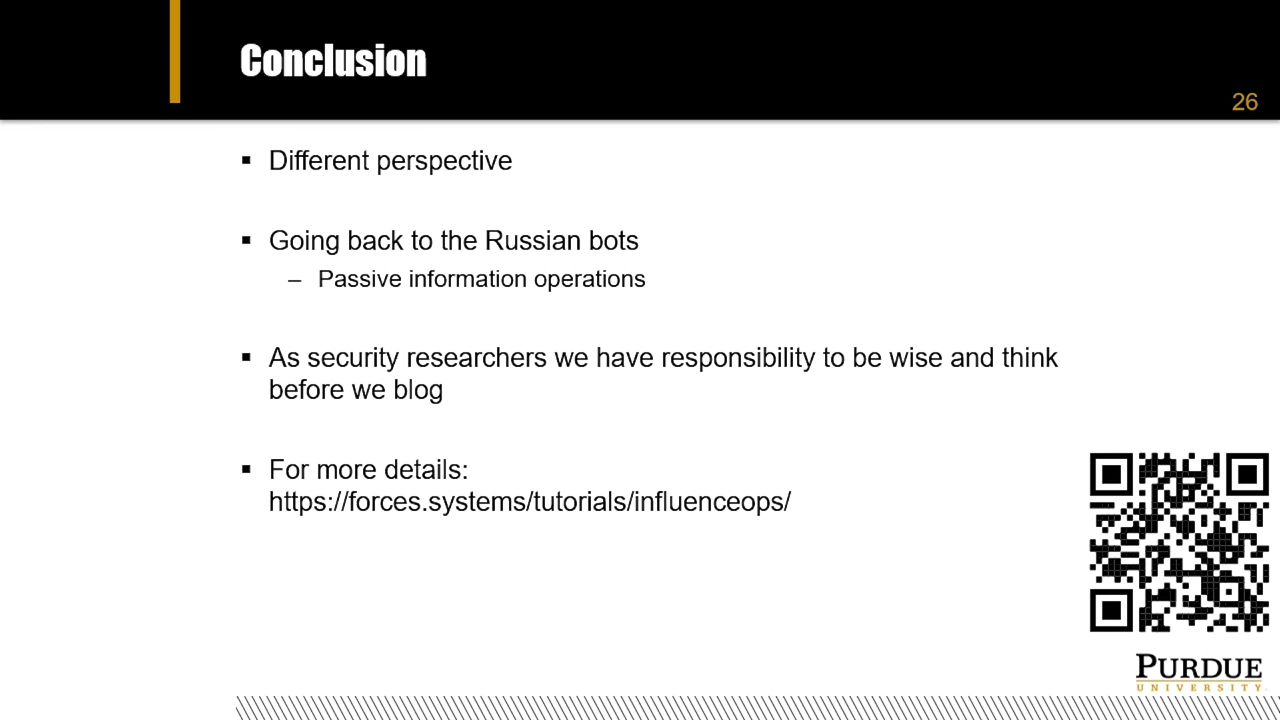 Conclusion
26
▪ Different perspective
▪ Going back to the Russian bots
– Passive information operations
▪ As security researchers we have responsibility to be wise and think
before we blog
▪ For more details:
https://forces.systems/tutorials/influenceops/
PURDUE
UNIVERSITY